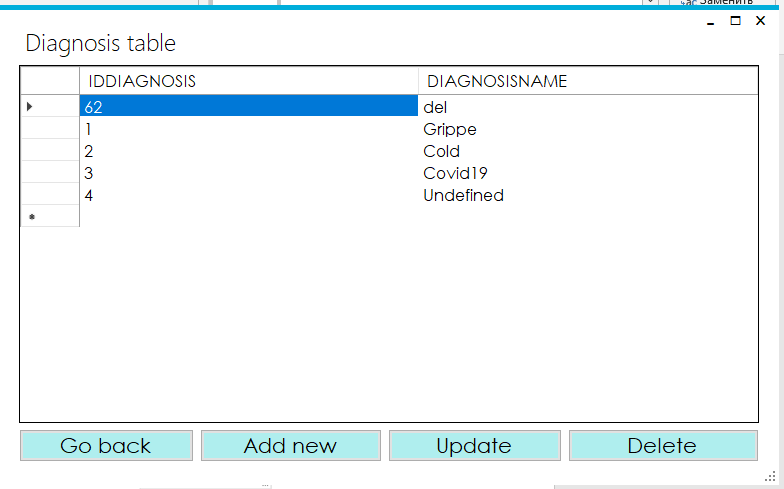 Заменить
Diagnosis table
IDDIAGNOSIS DIAGNOSISNAME
62 del
1 Grippe
2 Cold
3 Covid19
4 Undefined
Go back Add new Update Delete